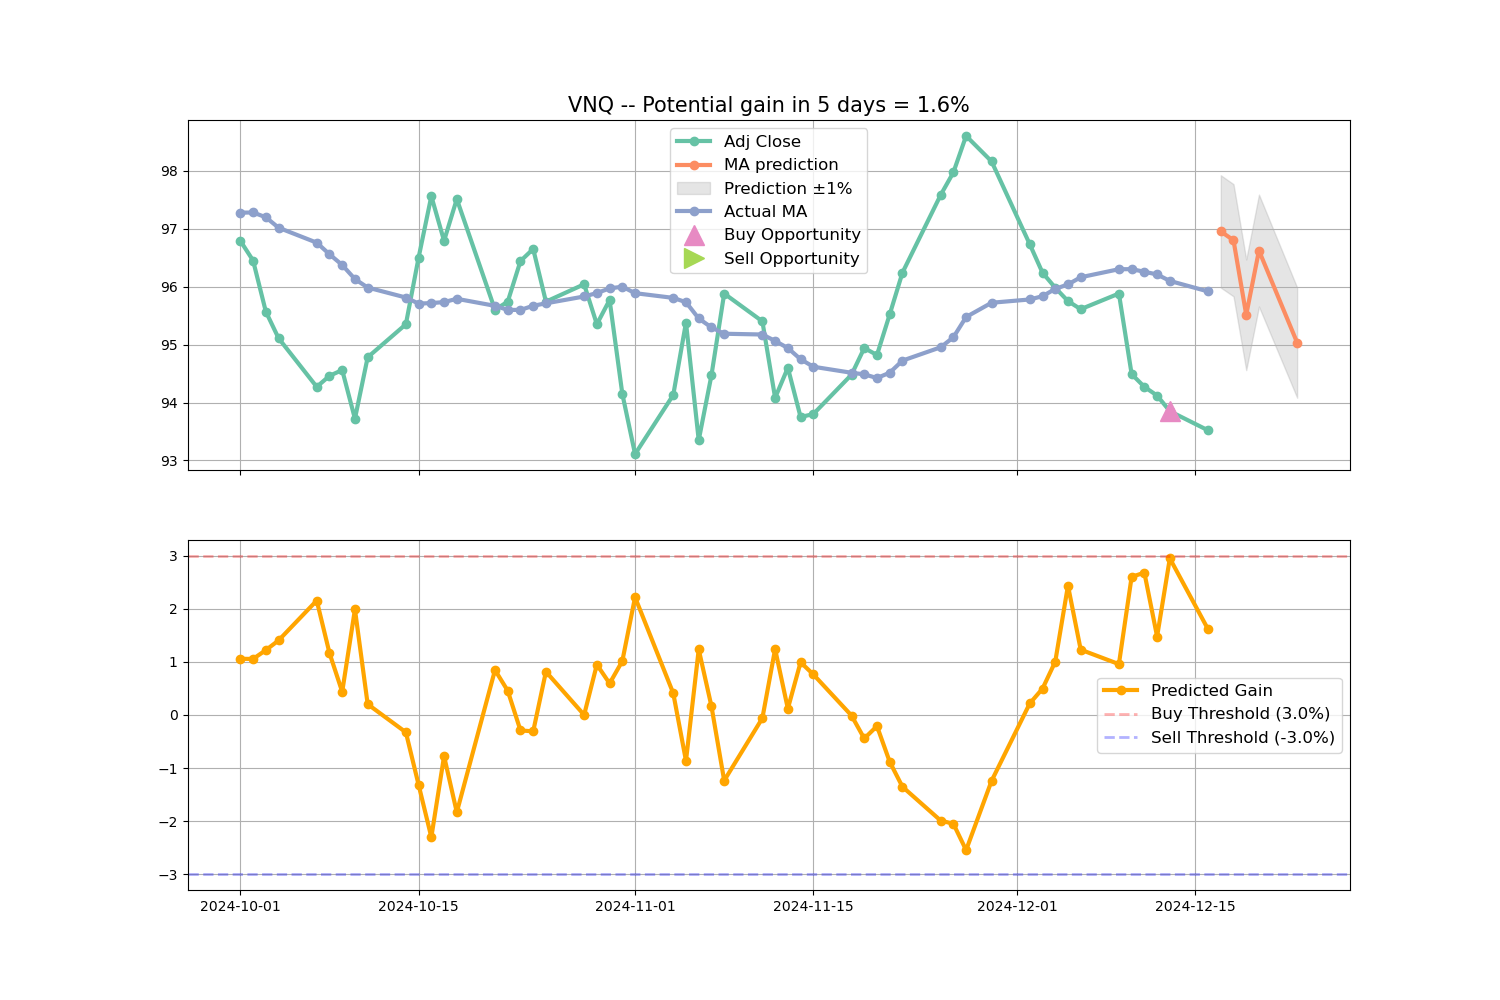 VNQ -- Potential gain in 5 days = 1.6%
Adj Close
MA prediction
Prediction ±1%
Actual MA
Buy Opportunity
Sell Opportunity
98
97
96
95
94
93
3
2
1
0
−1
−2
−3
Predicted Gain
Buy Threshold (3.0%)
Sell Threshold (-3.0%)
2024-10-01 2024-10-15 2024-11-01 2024-11-15 2024-12-01 2024-12-15